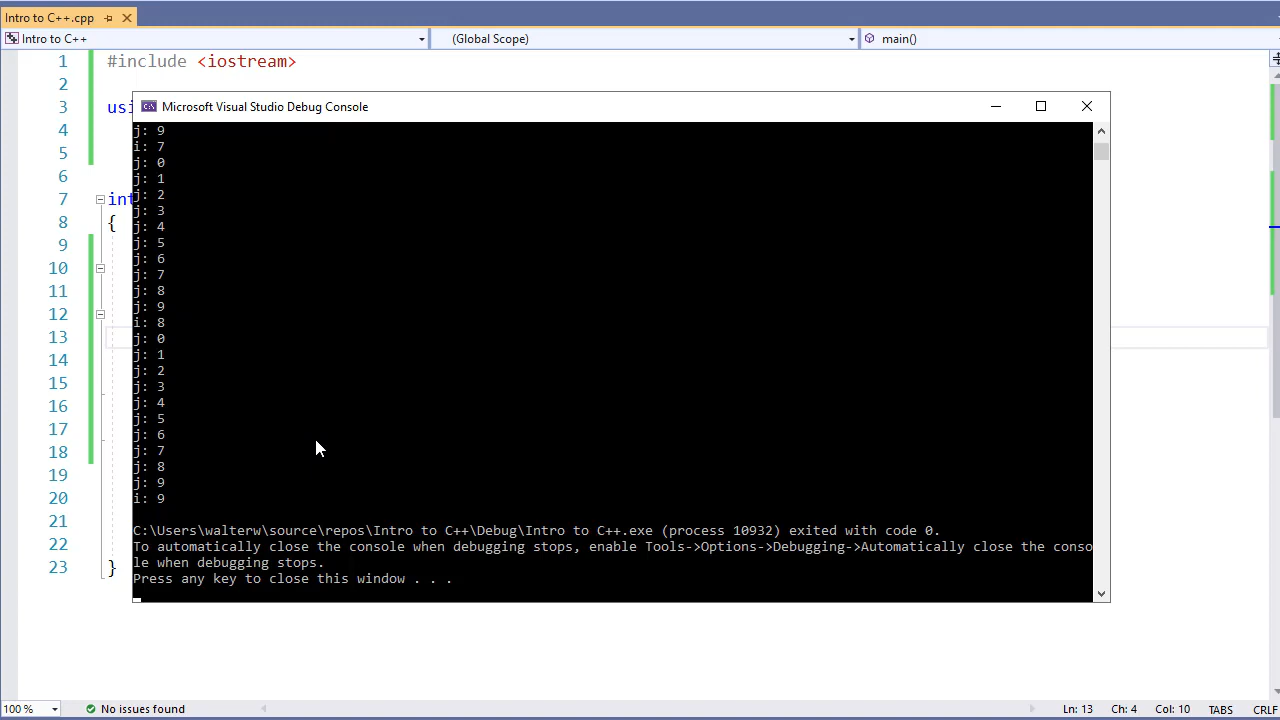 Intro to C++.cpp
Intro to C++ (Global Scope) main()
1 #include <iostream>
2
3 usi
4
5
6
7 int
8 {
9
10
11
12
13
14
15
16
17
18
19
20
21
22
23 }
Microsoft Visual Studio Debug Console
j: 9
i: 7
j: 0
j: 1
j: 2
j: 3
j: 4
j: 5
j: 6
j: 7
j: 8
j: 9
i: 8
j: 0
j: 1
j: 2
j: 3
j: 4
j: 5
j: 6
j: 7
j: 8
j: 9
i: 9
C:\Users\walterw\source\repos\Intro to C++\Debug\Intro to C++.exe (process 10932) exited with code 0.
To automatically close the console when debugging stops, enable Tools->Options->Debugging->Automatically close the conso
le when debugging stops.
Press any key to close this window . . .
100 % No issues found Ln: 13 Ch: 4 Col: 10 TABS CRLF